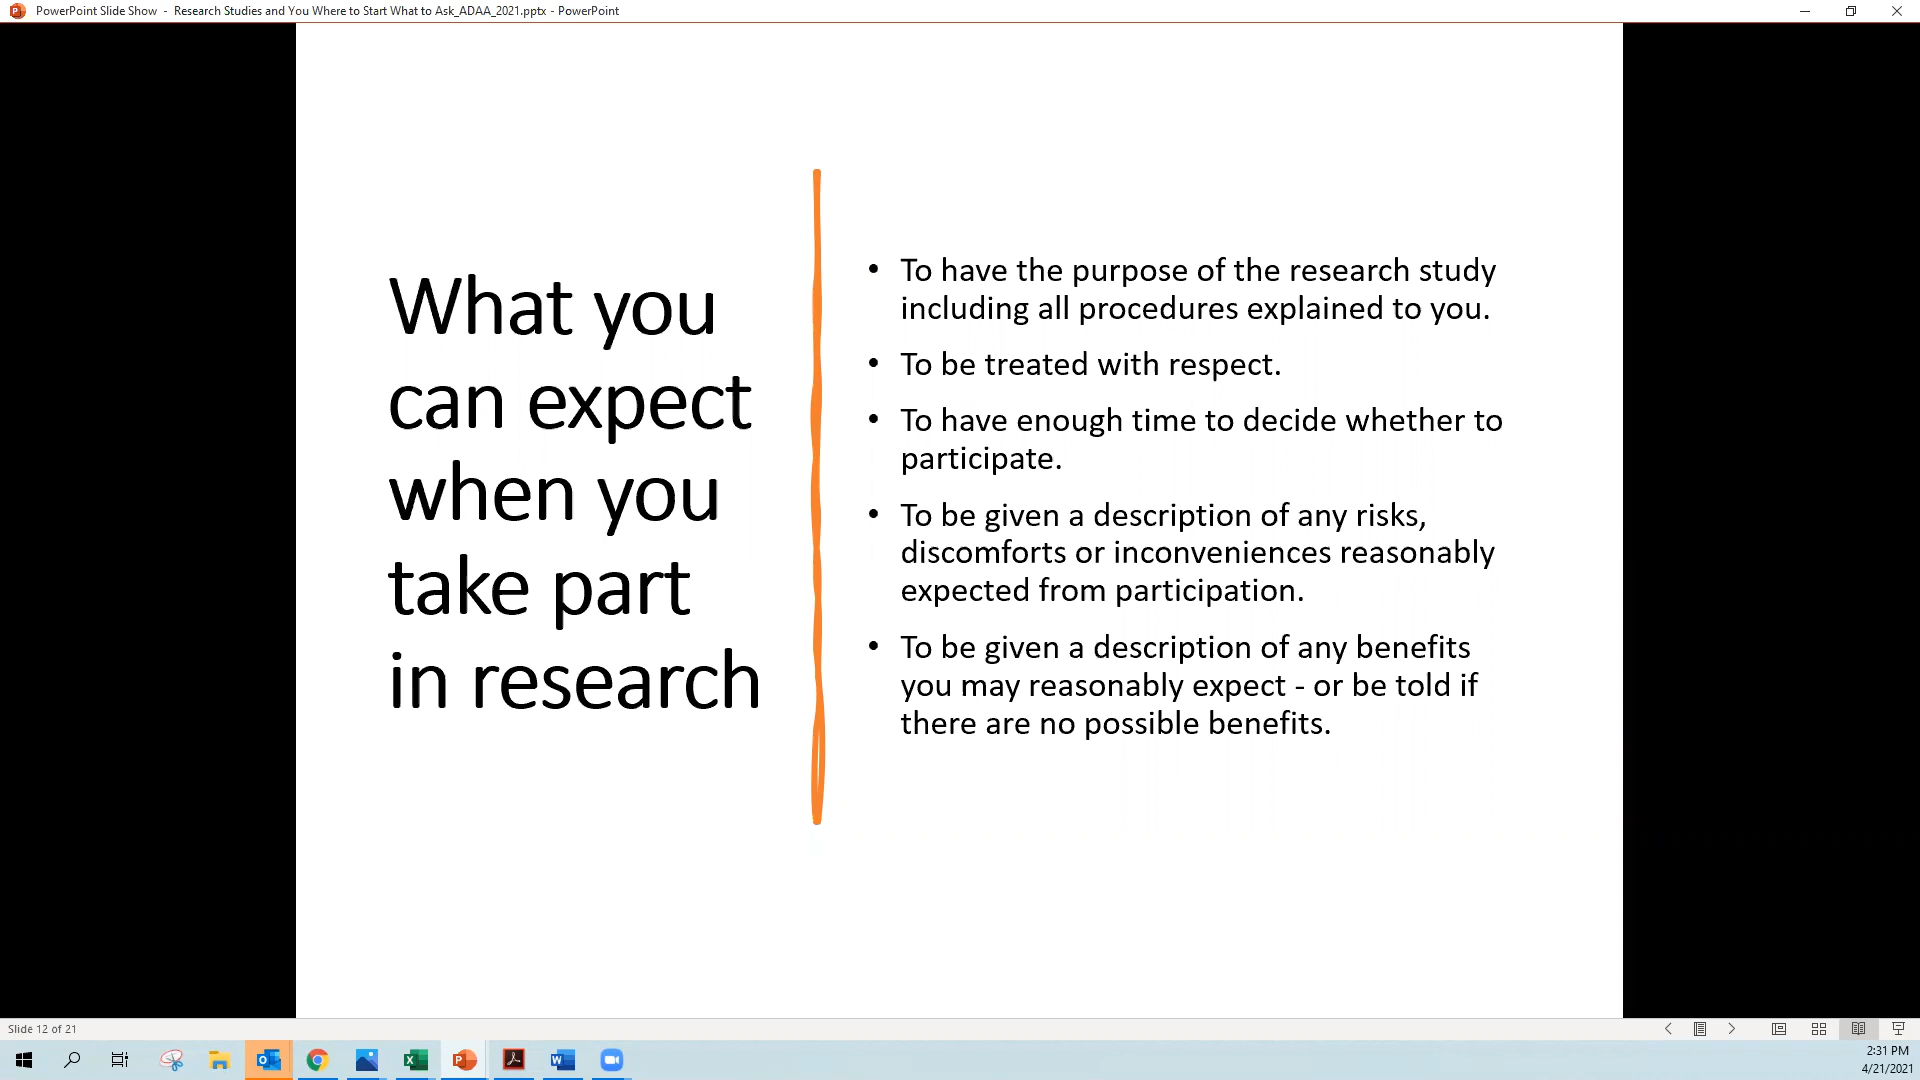 PowerPoint Slide Show - Research Studies and You Where to Start What to Ask_ADAA_2021.pptx - PowerPoint
What you
can expect
when you
take part
in research
• To have the purpose of the research study
including all procedures explained to you.
• To be treated with respect.
• To have enough time to decide whether to
participate.
• To be given a description of any risks,
discomforts or inconveniences reasonably
expected from participation.
• To be given a description of any benefits
you may reasonably expect - or be told if
there are no possible benefits.
Slide 12 of 21
2:31 PM
4/21/2021